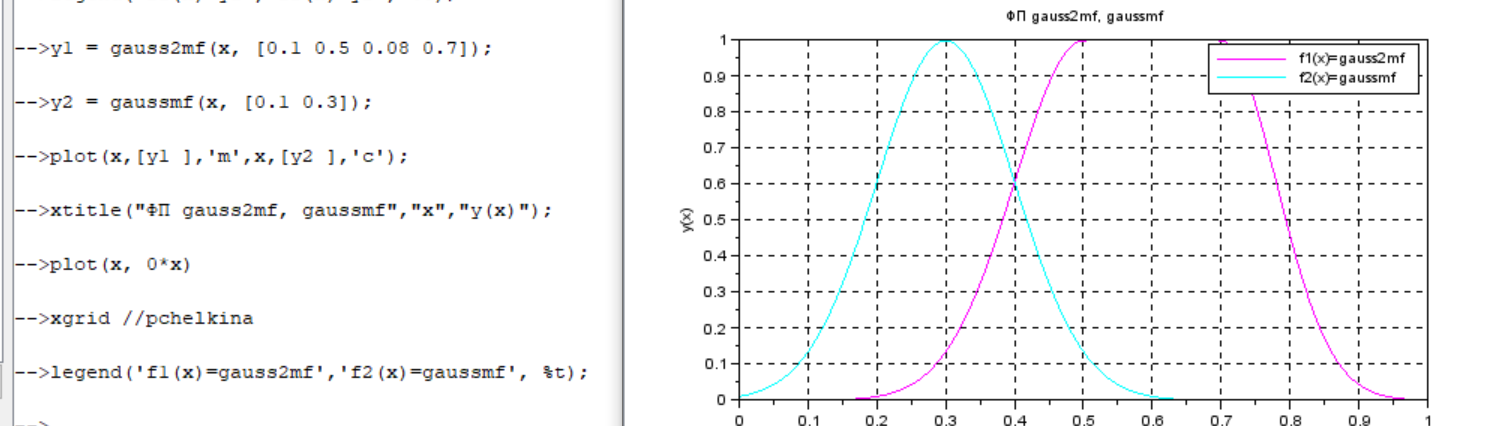 -->y1 = gauss2mf(x, [0.1 0.5 0.08 0.7]);
-->y2 = gaussmf(x, [0.1 0.3]);
-->plot(x,[y1 ],'m',x,[y2 ],'c');
-->xtitle("ФП gauss2mf, gaussmf","x","y(x)");
-->plot(x, 0*x)
-->xgrid //pchelkina
-->legend('f1(x)=gauss2mf','f2(x)=gaussmf', %t);
-->
ФП gauss2mf, gaussmf
f1(x)=gauss2mf
f2(x)=gaussmf
y(x)
1
0.9
0.8
0.7
0.6
0.5
0.4
0.3
0.2
0.1
0
0 0.1 0.2 0.3 0.4 0.5 0.6 0.7 0.8 0.9 1